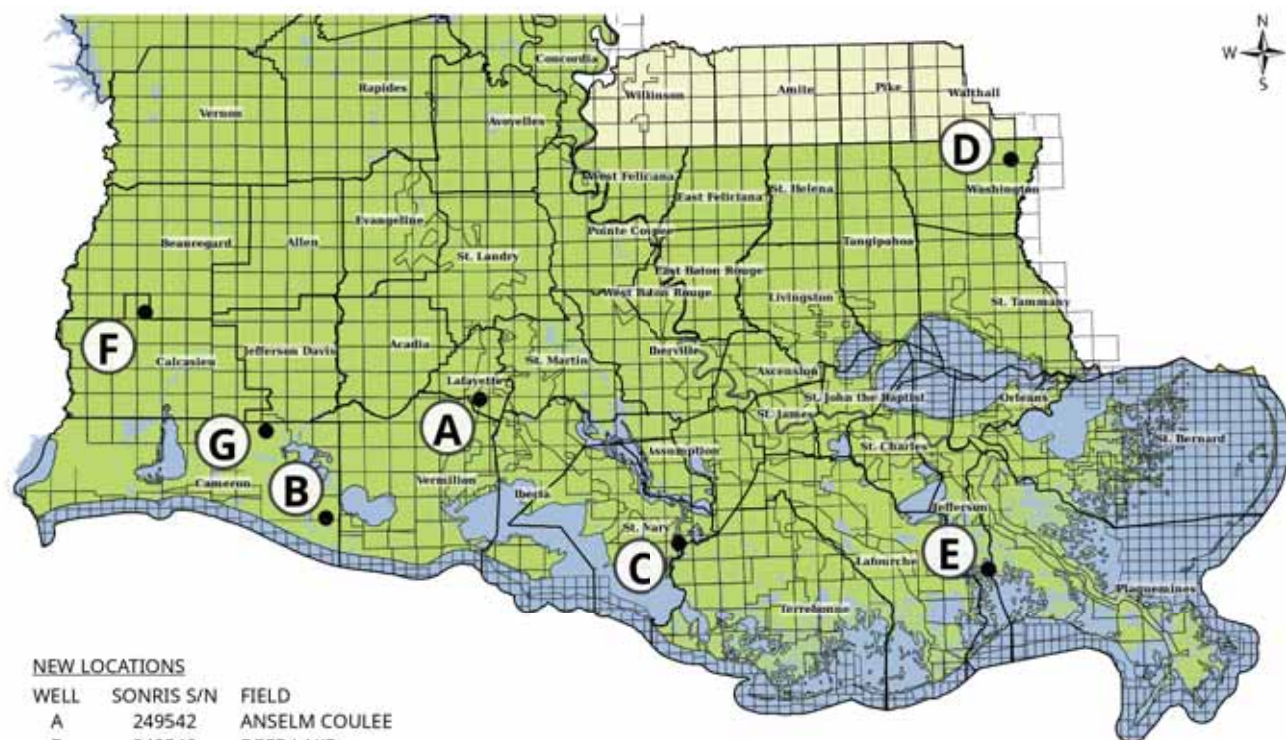 N
W
S
Concordia
Wilkinson
Amite
Pike
Walthall
Rapides
Vernon
Avoyelles
D
Washington
West Felicana
East Feliciana
St. Helena
Evangeline
Pointe Coupee
Beauregard
Allen
St. Landry
Tangipahoa
East Baton Rouge
West Baton Rouge
Livingston
St. Tammany
F
Calcasieu
Jefferson Davis
Acadia
St. Martin
Iberville
Ascension
Lafayette
St. John the Baptist
Orleans
St. James
A
G
St. Charles
St. Bernard
Assumption
Cameron
B
Vermilion
Iberia
Jefferson
St. Mary
C
Lafourche
E
Plaquemines
Terrebonne
NEW LOCATIONS
WELL SONRIS S/N FIELD
A 249542 ANSELM COULEE